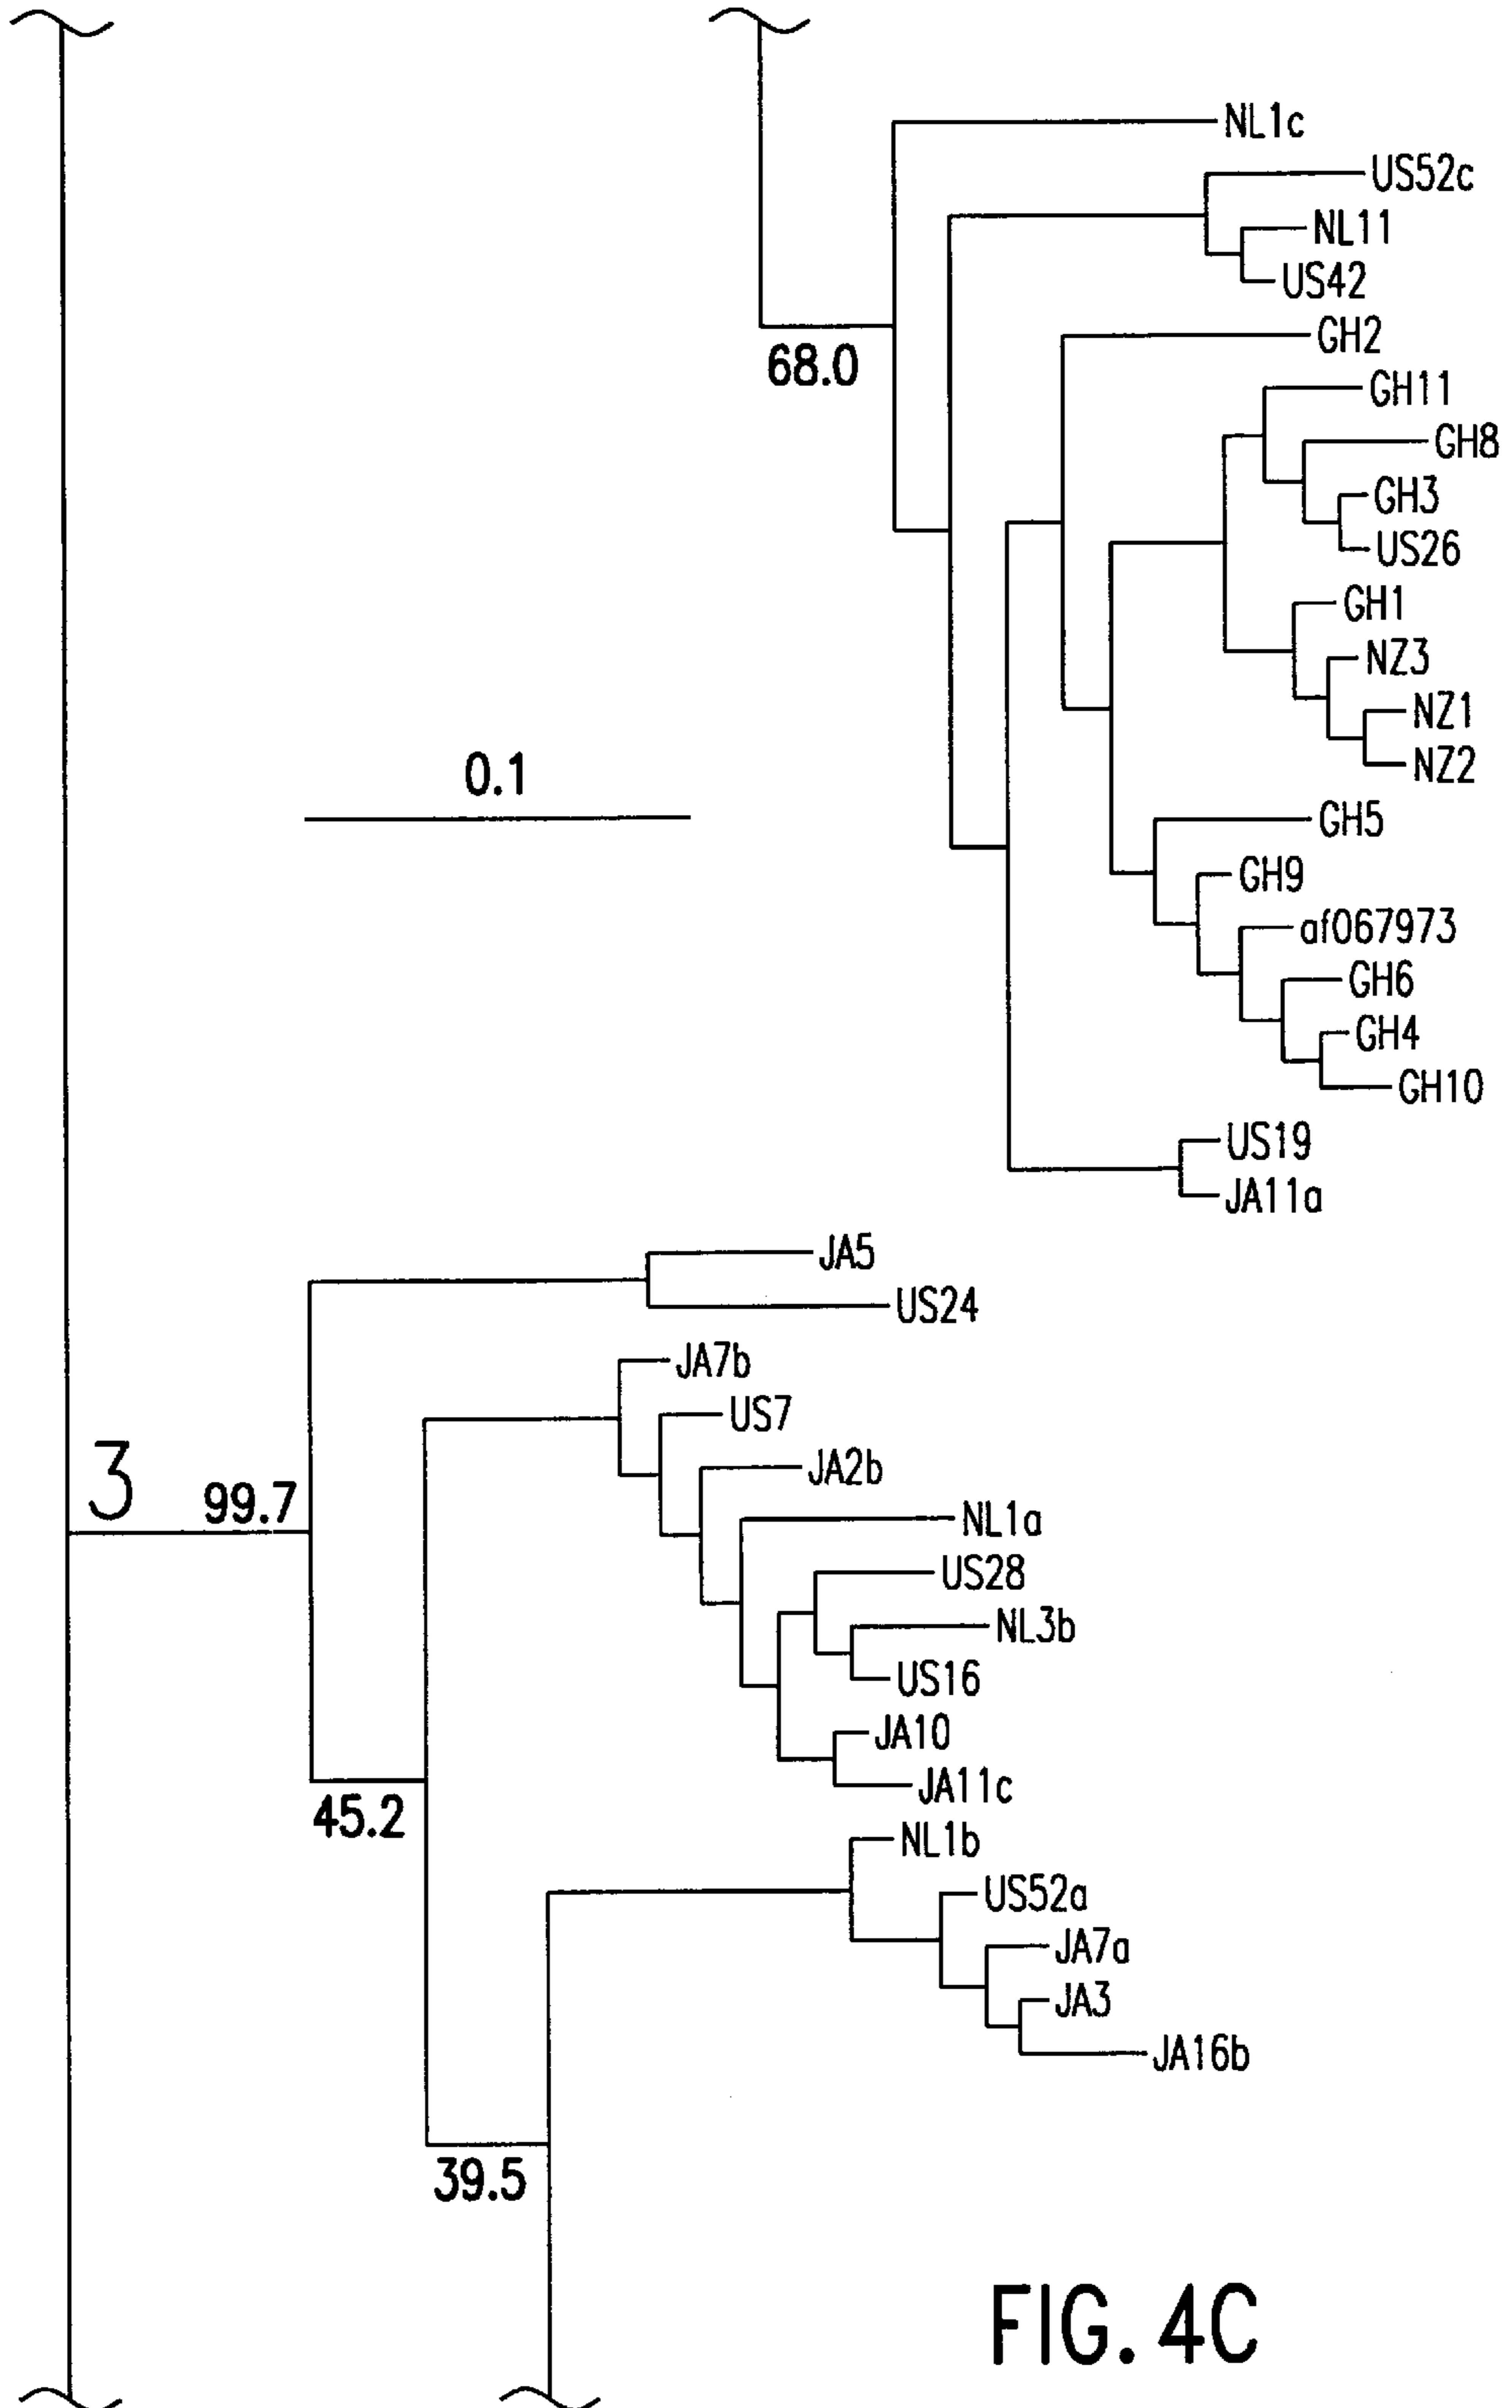 NL1c
US52c
NL11
US42
GH2
68.0
GH11
GH8
GH3
US26
GH1
NZ3
NZ1
NZ2
0.1
GH5
GH9
af067973
GH6
GH4
GH10
US19
JA11a
JA5
US24
JA7b
US7
JA2b
3
99.7
NL1a
US28
NL3b
US16
JA10
JA11c
45.2
NL1b
US52a
JA7a
JA3
JA16b
39.5
FIG. 4C